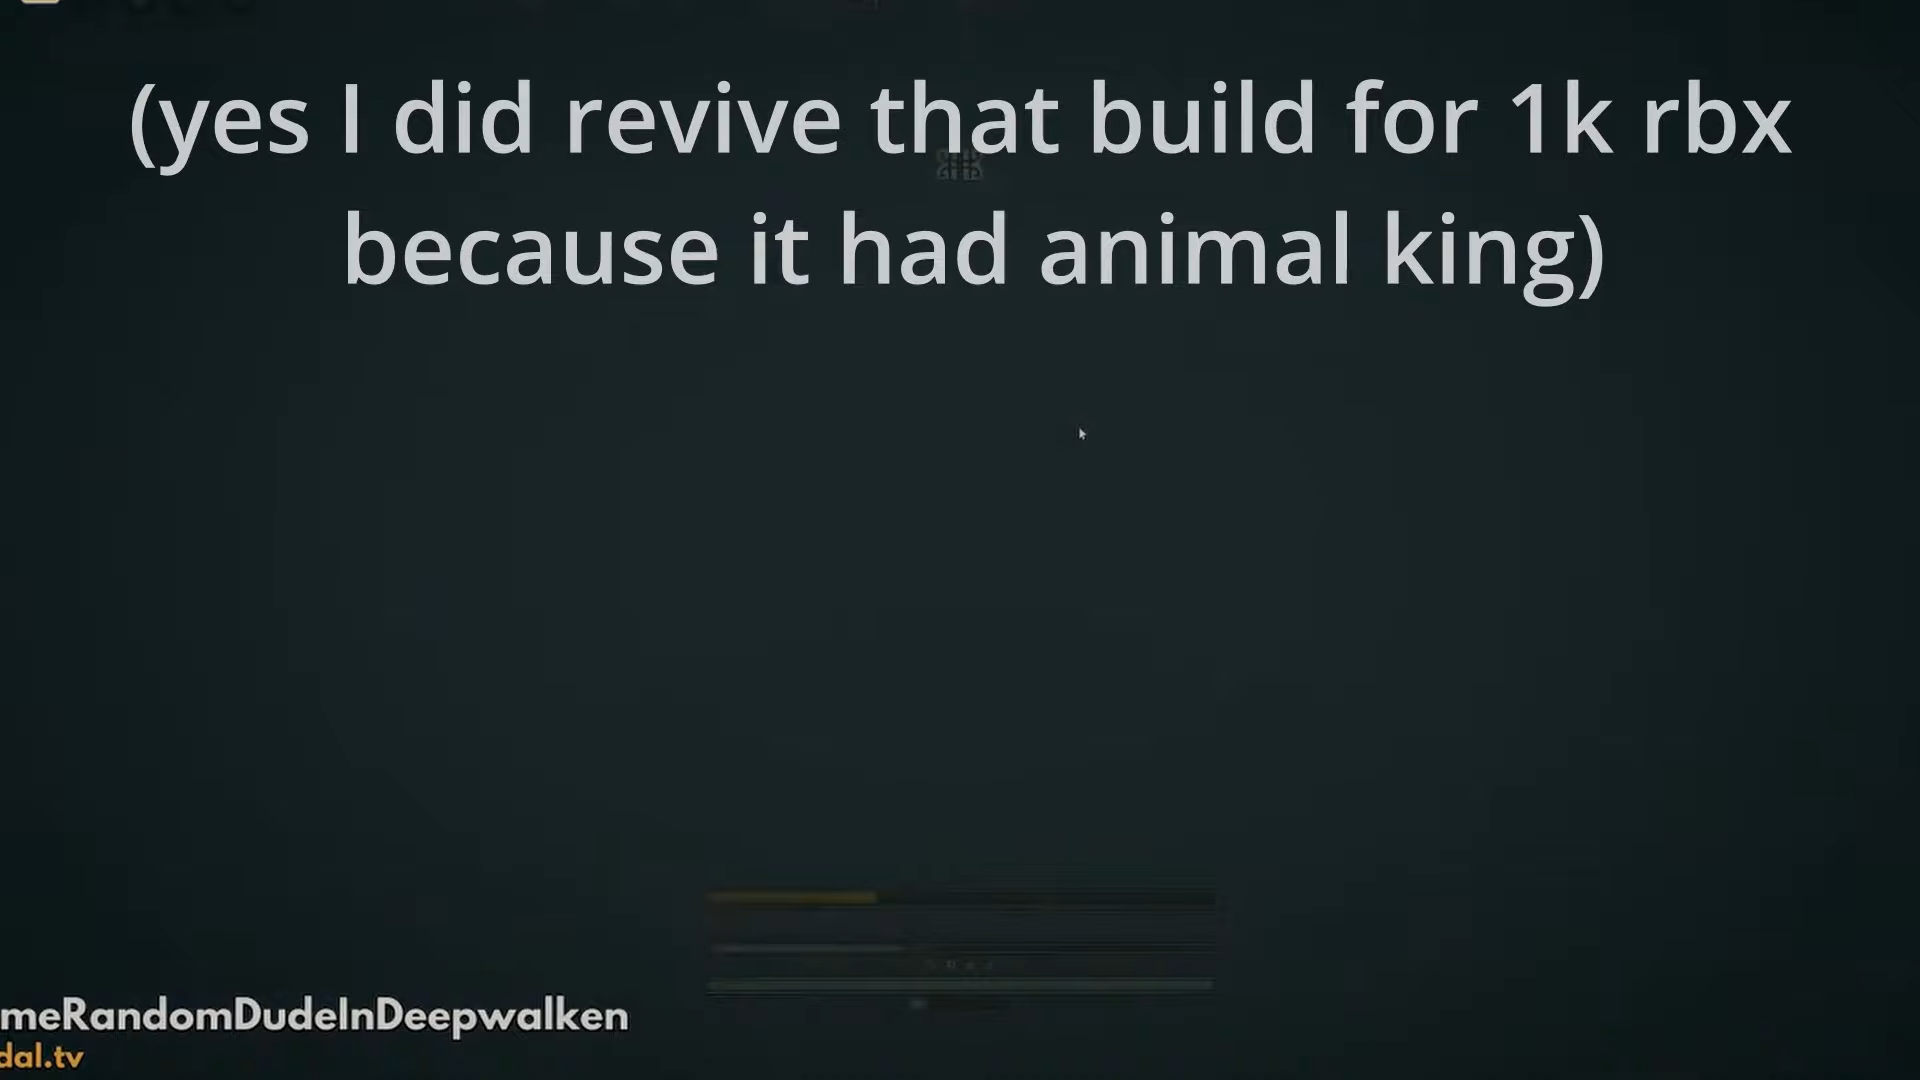 (yes I did revive that build for 1k rbx
because it had animal king)
meRandomDudeInDeepwalken
dal.tv